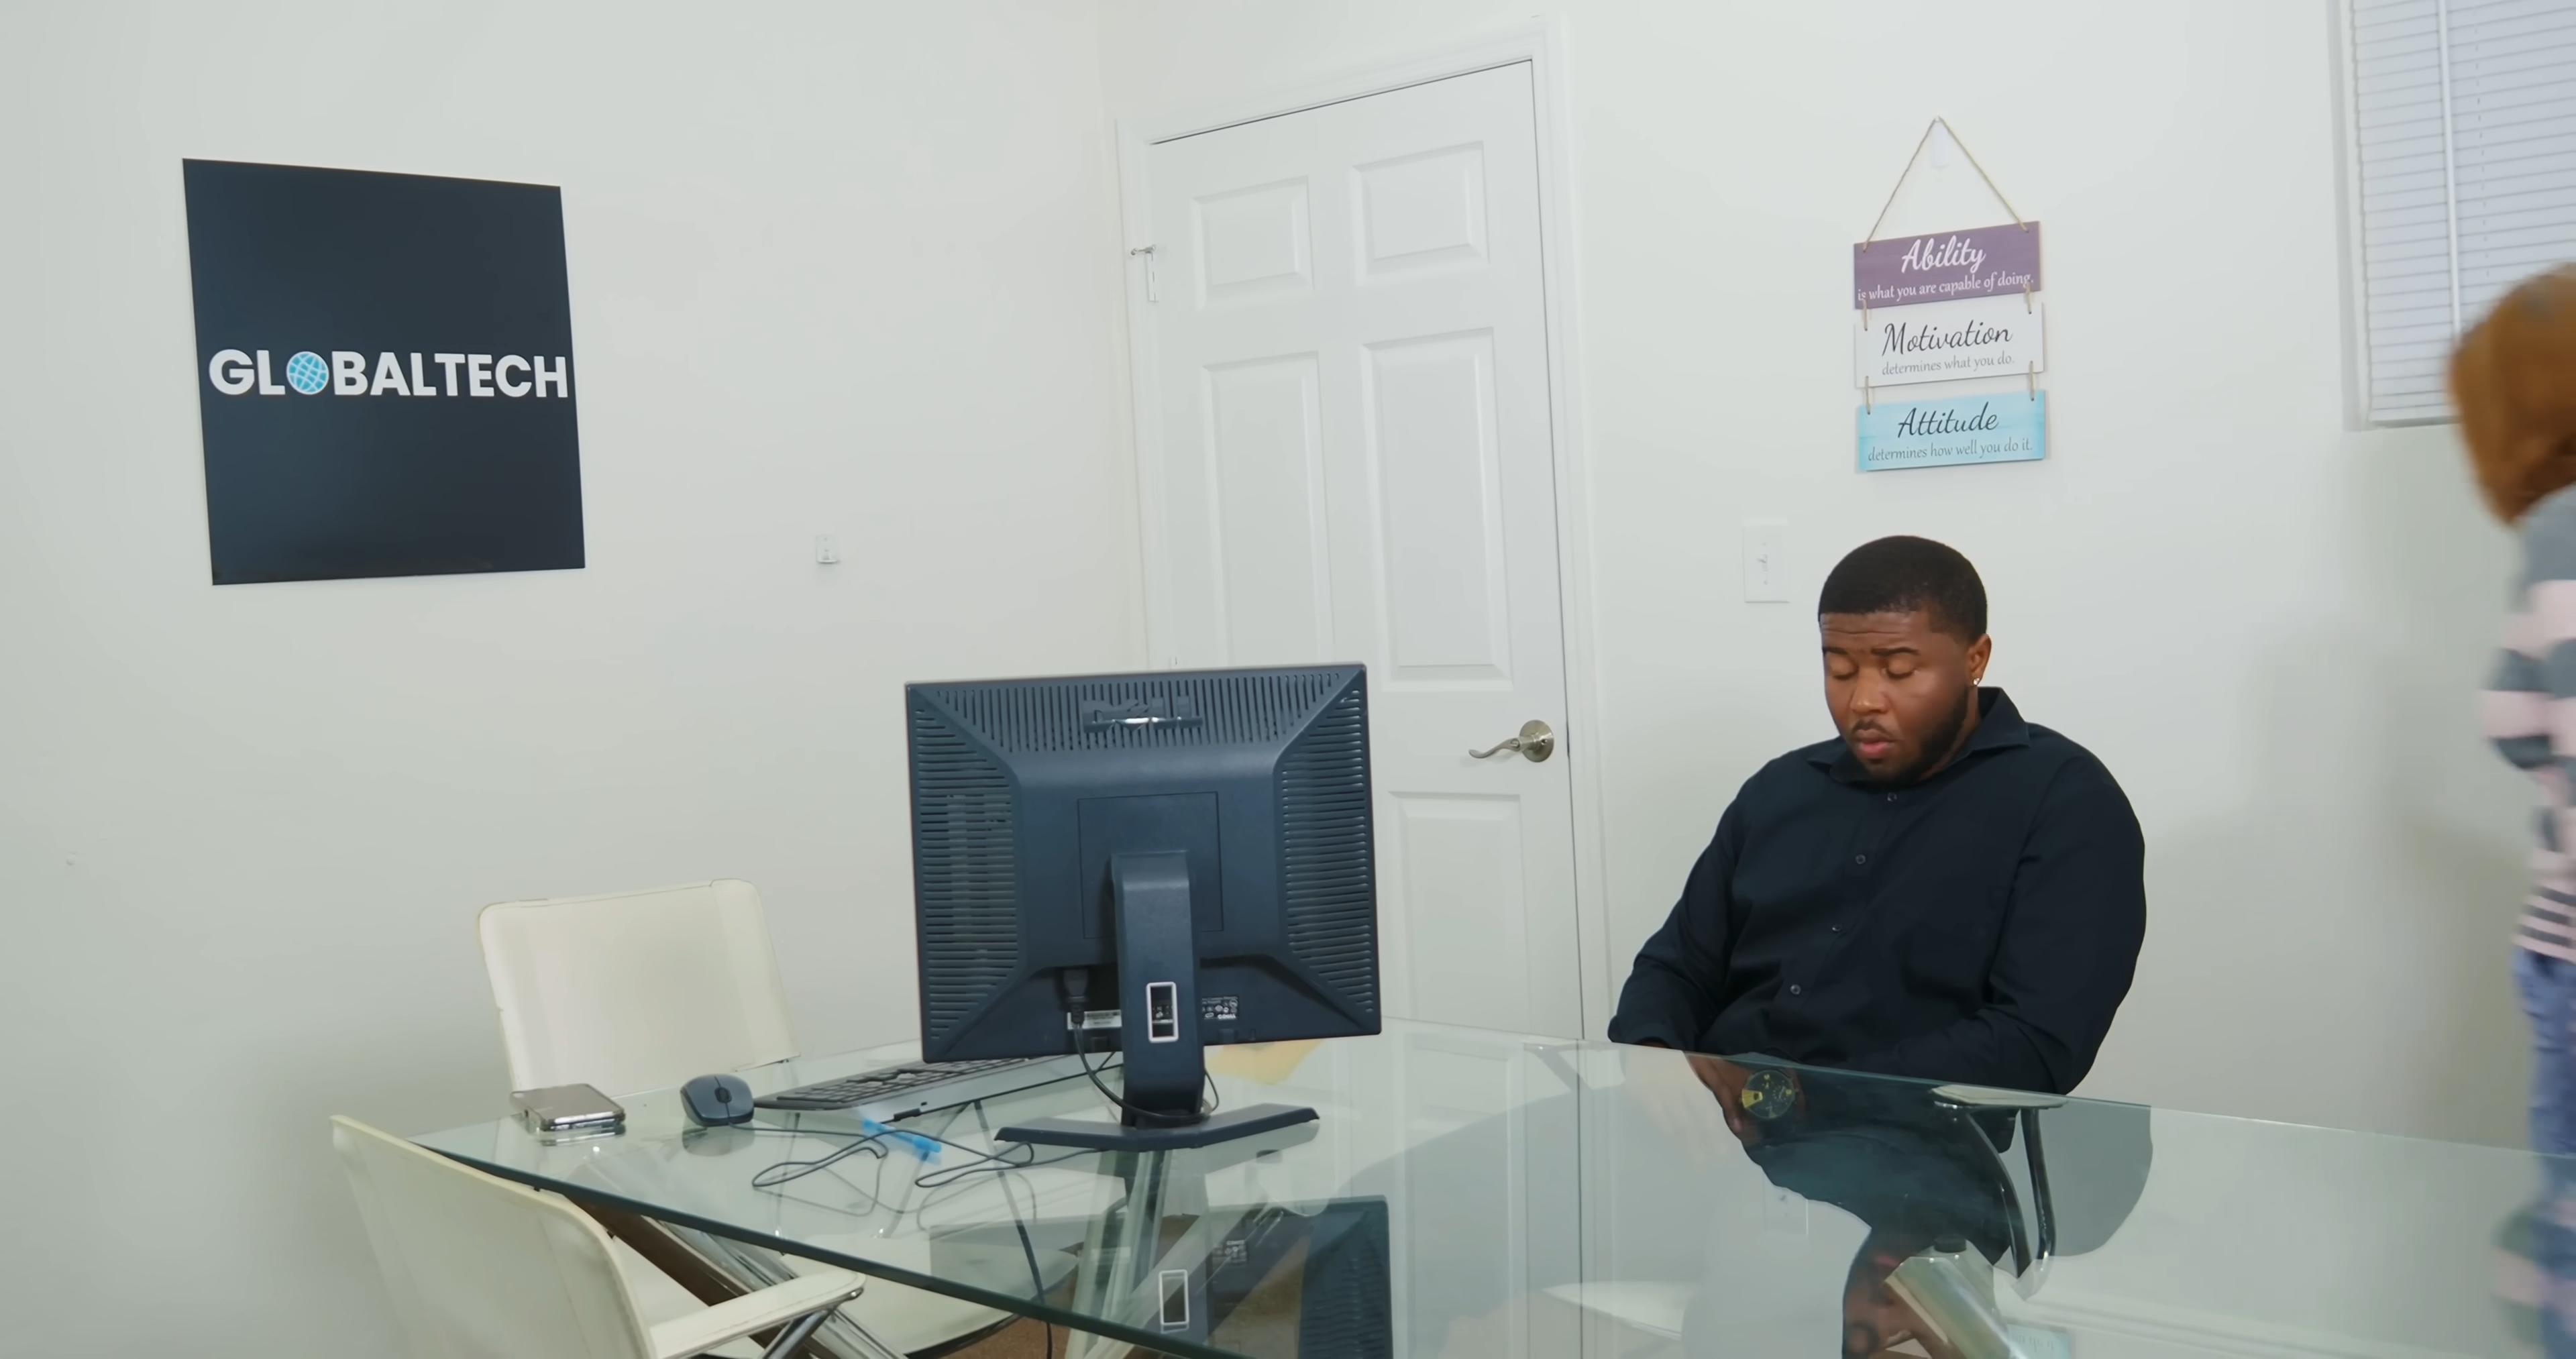 GLOBALTECH
Ability
is what you are capable of doing.
Motivation
determines what you do.
Attitude
determines how well you do it.
DELL